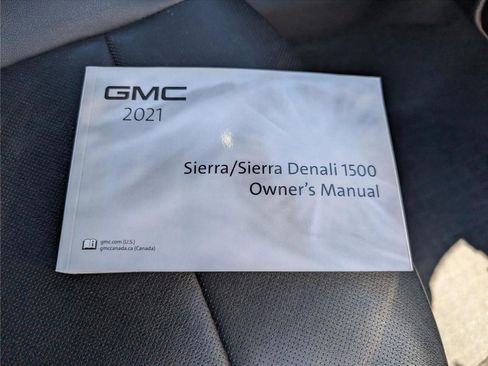 GMC
2021
Sierra/Sierra Denali 1500
Owner's Manual
gmc.com (U.S.)
gmccanada.ca (Canada)